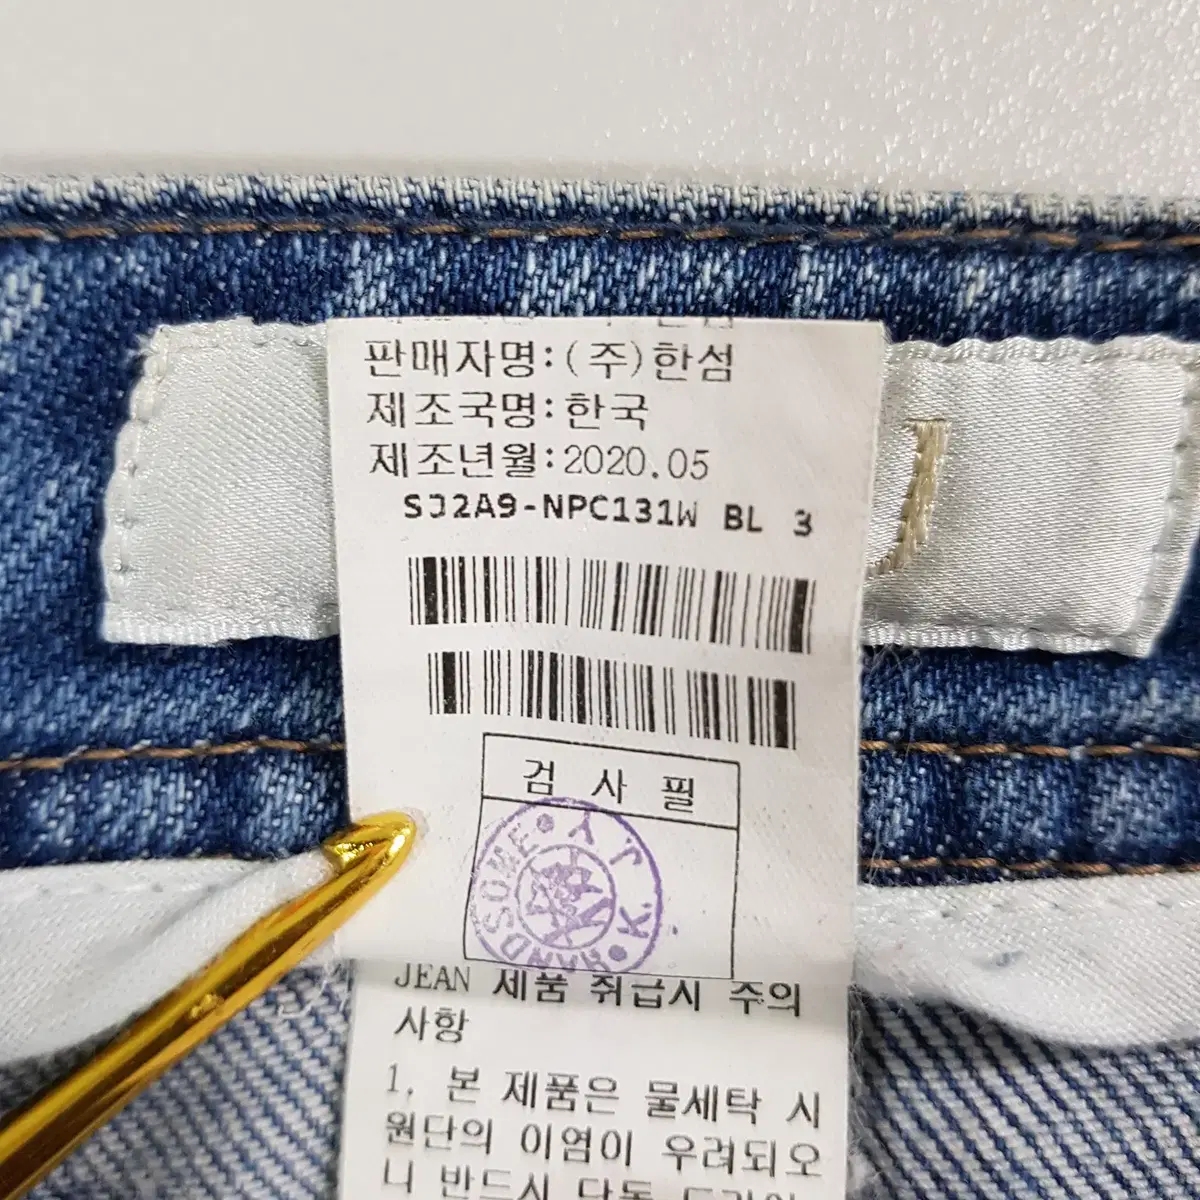 판매자명:(주)한섬
제조국명:한국
제조년월:2020.05
SJ2A9-NPC131W BL 3
J
검 사 필
HANDSOME • Y J K •
JEAN 제품 취급시 주의
사항
1. 본 제품은 물세탁 시
원단의 이염이 우려되오
니 반드시 단독